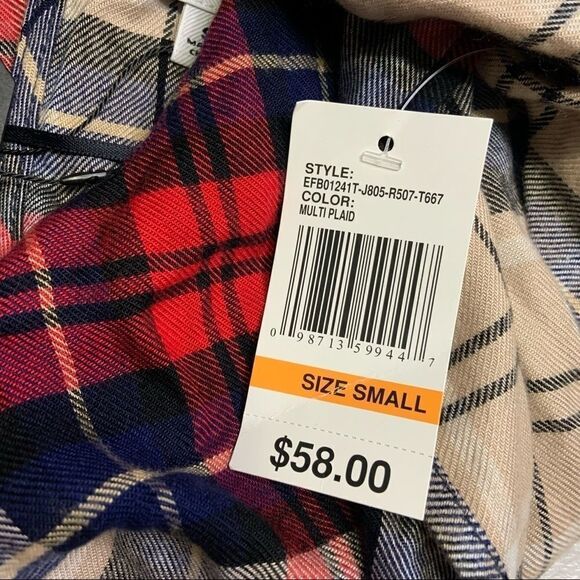 S
STYLE:
EFB01241T-J805-R507-T667
COLOR:
MULTI PLAID
0 98713 59944 7
SIZE SMALL
$58.00